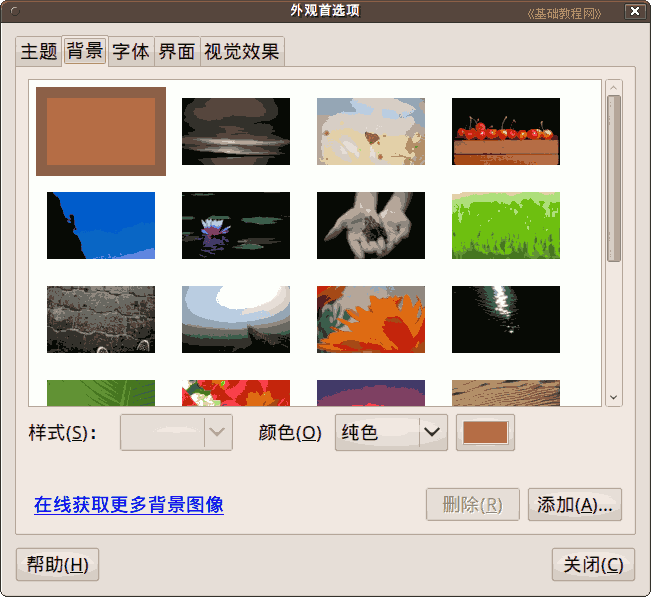 外观首选项
《基础教程网》
主题 背景 字体 界面 视觉效果
样式(S)： 颜色(O) 纯色
在线获取更多背景图像 删除(R) 添加(A)...
帮助(H) 关闭(C)